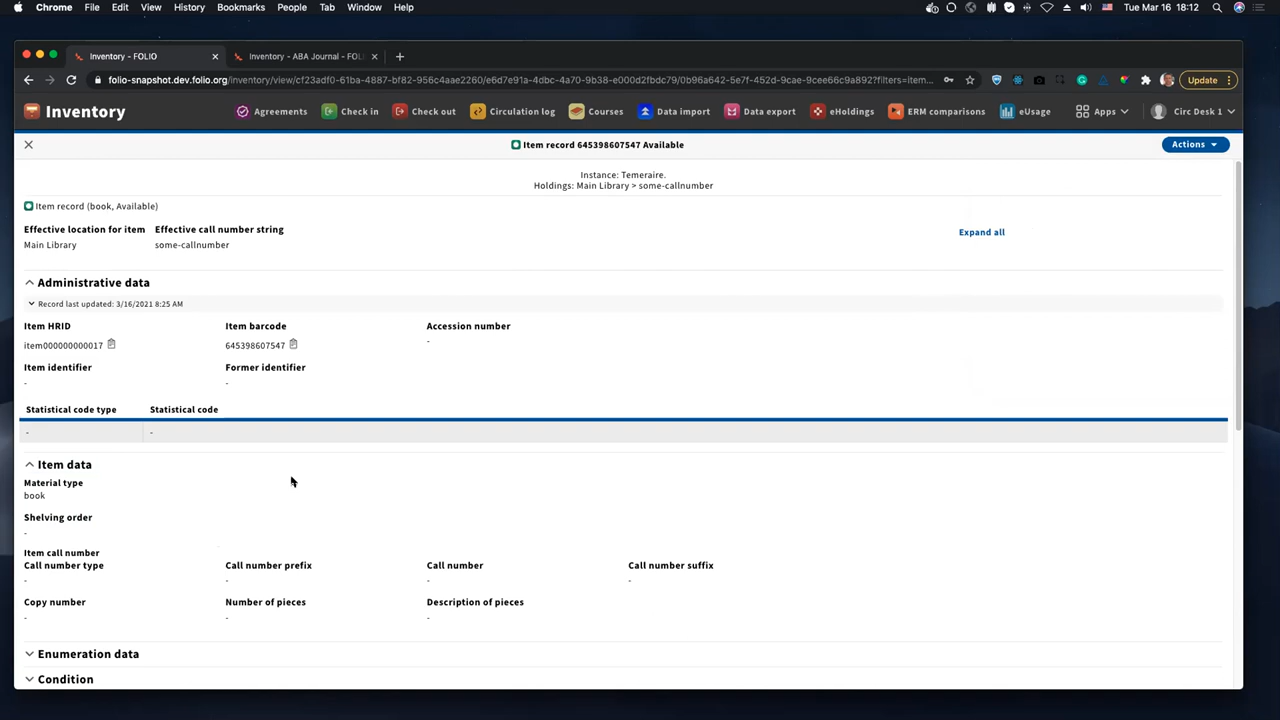 Chrome File Edit View History Bookmarks People Tab Window Help Tue Mar 16 18:12
Inventory - FOLIO Inventory - ABA Journal - FOL
folio-snapshot.dev.folio.org/inventory/view/cf23adf0-61ba-4887-bf82-956c4aae2260/e6d7e91a-4dbc-4a70-9b38-e000d2fbdc79/0b96a642-5e7f-452d-9cae-9cee66c9a892?filters=item... Update
Inventory Agreements Check in Check out Circulation log Courses Data import Data export eHoldings ERM comparisons eUsage Apps Circ Desk 1
Item record 645398607547 Available Actions
Instance: Temeraire.
Holdings: Main Library > some-callnumber
Item record (book, Available)
Effective location for item Effective call number string
Expand all
Main Library some-callnumber
Administrative data
Record last updated: 3/16/2021 8:25 AM
Item HRID Item barcode Accession number
item000000000017 645398607547 -
Item identifier Former identifier
- -
Statistical code type Statistical code
- -
Item data
Material type
book
Shelving order
-
Item call number
Call number type Call number prefix Call number Call number suffix
- - - -
Copy number Number of pieces Description of pieces
- - -
Enumeration data
Condition